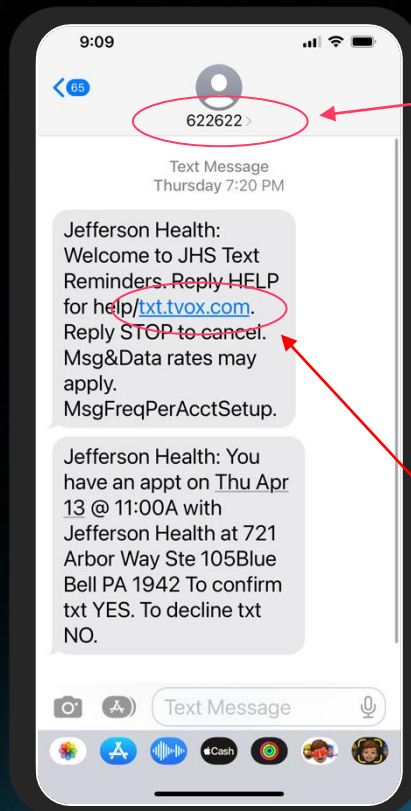 9:09
65
622622
Text Message
Thursday 7:20 PM
Jefferson Health:
Welcome to JHS Text
Reminders. Reply HELP
for help/txt.tvox.com.
Reply STOP to cancel.
Msg&Data rates may
apply.
MsgFreqPerAcctSetup.
Jefferson Health: You
have an appt on Thu Apr
13 @ 11:00A with
Jefferson Health at 721
Arbor Way Ste 105Blue
Bell PA 1942 To confirm
txt YES. To decline txt
NO.
Text Message
Cash